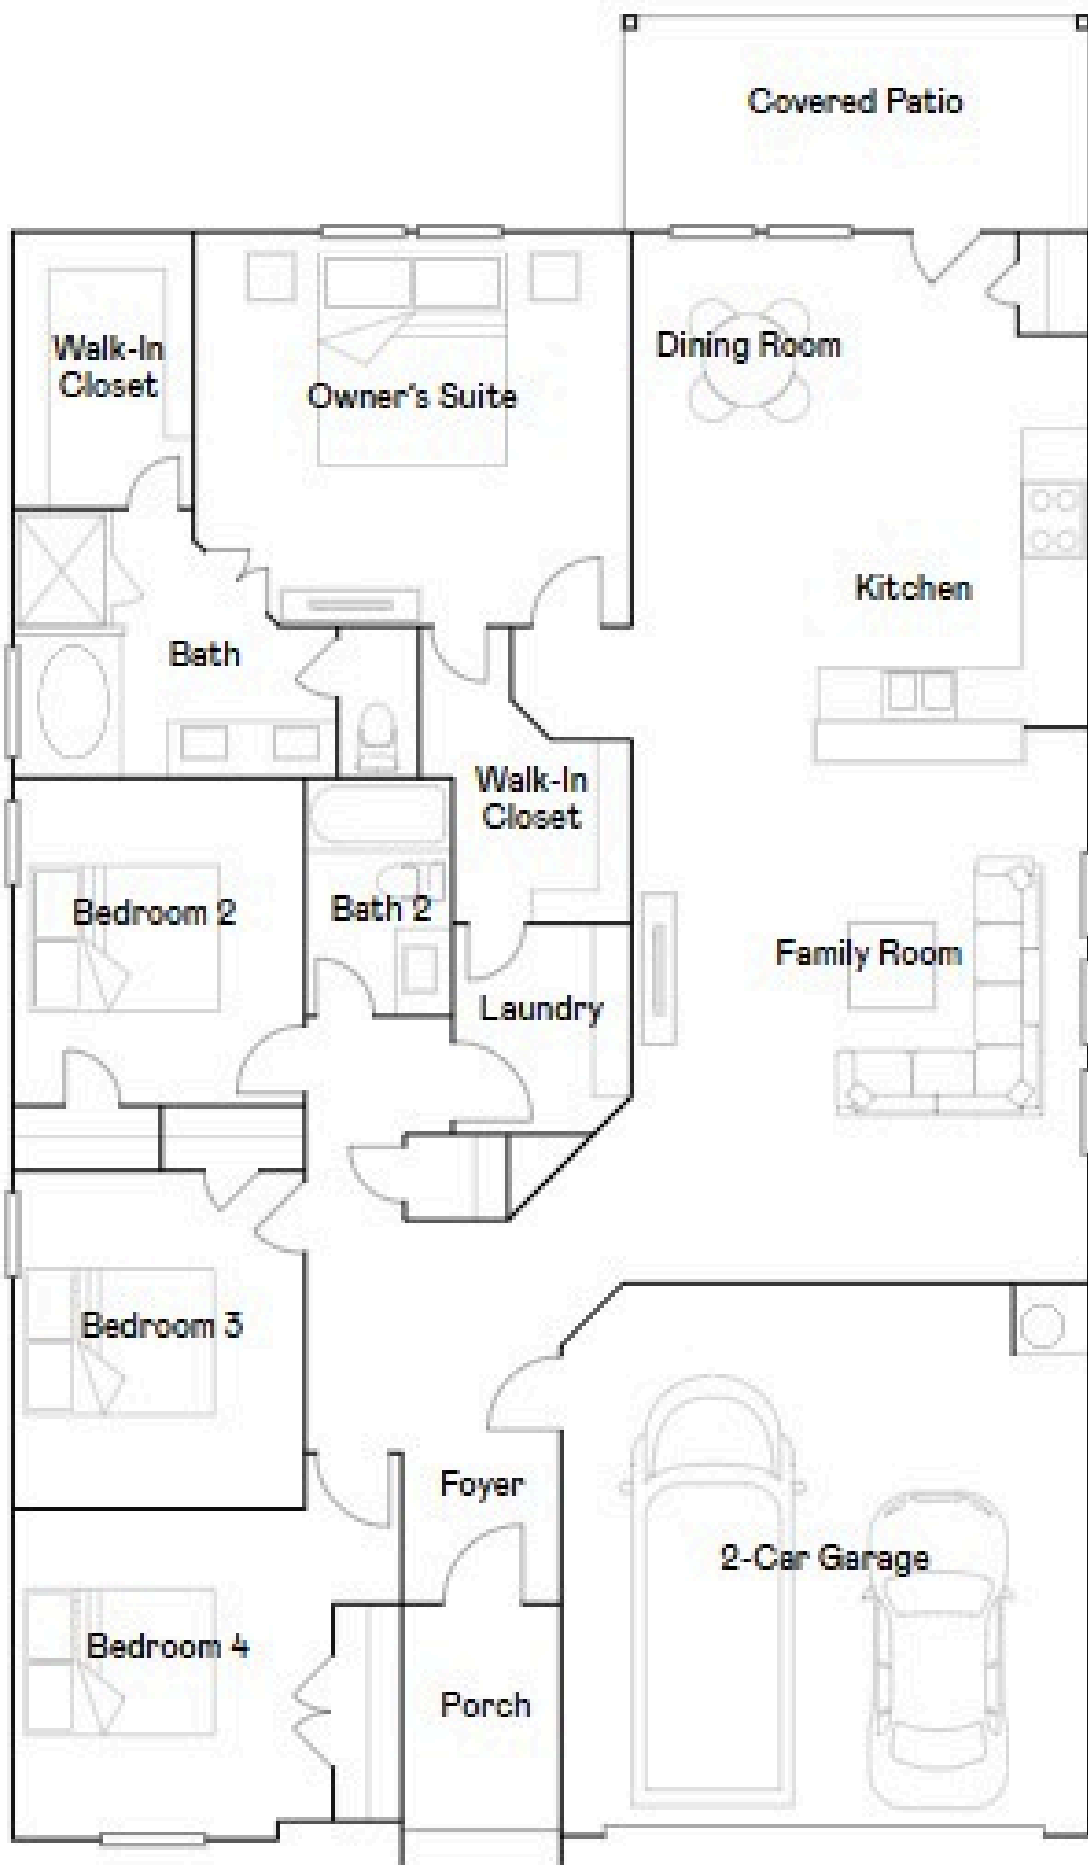 Covered Patio
Walk-In
Closet
Owner's Suite
Dining Room
Kitchen
Bath
Walk-In
Closet
Bedroom 2
Bath 2
Family Room
Laundry
Bedroom 3
Foyer
2-Car Garage
Bedroom 4
Porch